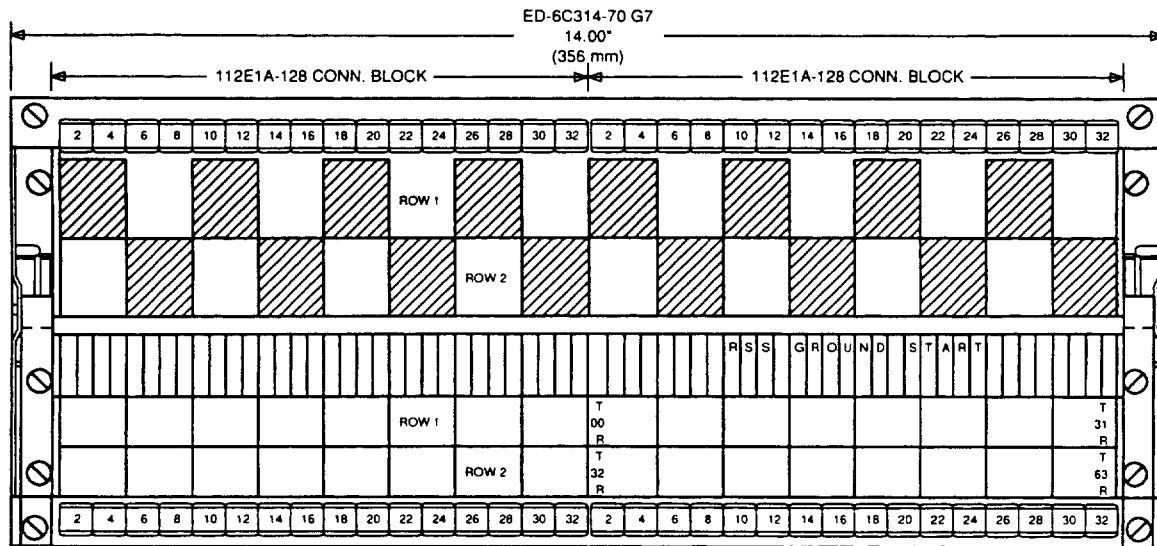 ED-6C314-70 G7
14.00"
(356 mm)
112E1A-128 CONN. BLOCK 112E1A-128 CONN. BLOCK
2 4 6 8 10 12 14 16 18 20 22 24 26 28 30 32 2 4 6 8 10 12 14 16 18 20 22 24 26 28 30 32
ROW 1
ROW 2
RSS GROUND START
ROW 1 T 00 R T 31 R
ROW 2 T 32 R T 63 R
2 4 6 8 10 12 14 16 18 20 22 24 26 28 30 32 2 4 6 8 10 12 14 16 18 20 22 24 26 28 30 32